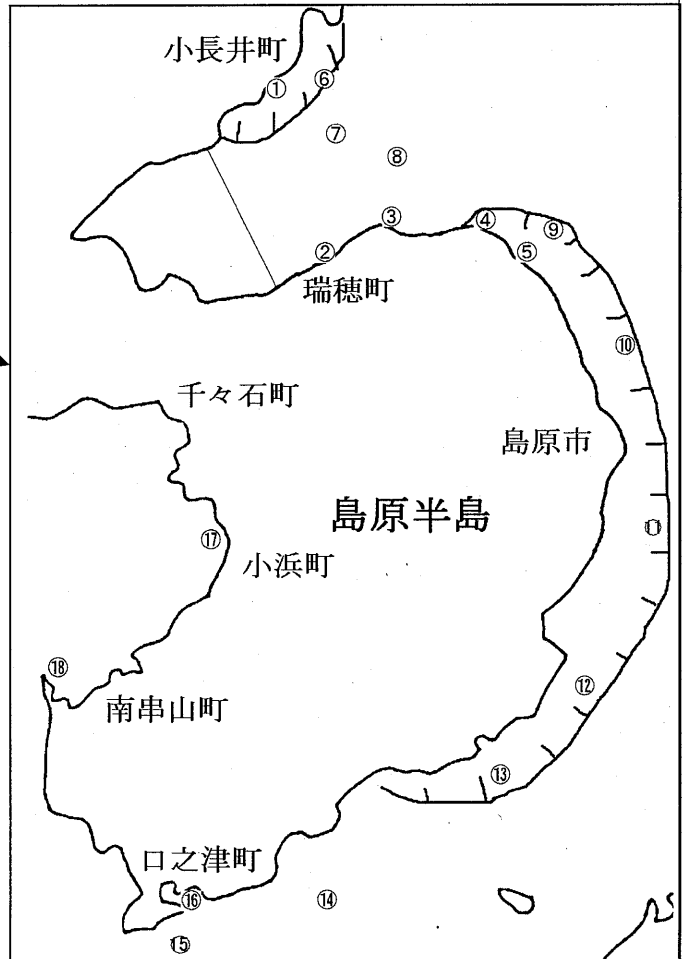 小長井町
①
⑥
⑦
⑧
③
④
⑨
②
⑤
瑞穂町
⑩
千々石町
島原市
島原半島
⑪
⑰
小浜町
⑱
⑫
南串山町
⑬
口之津町
⑯
⑭
⑮